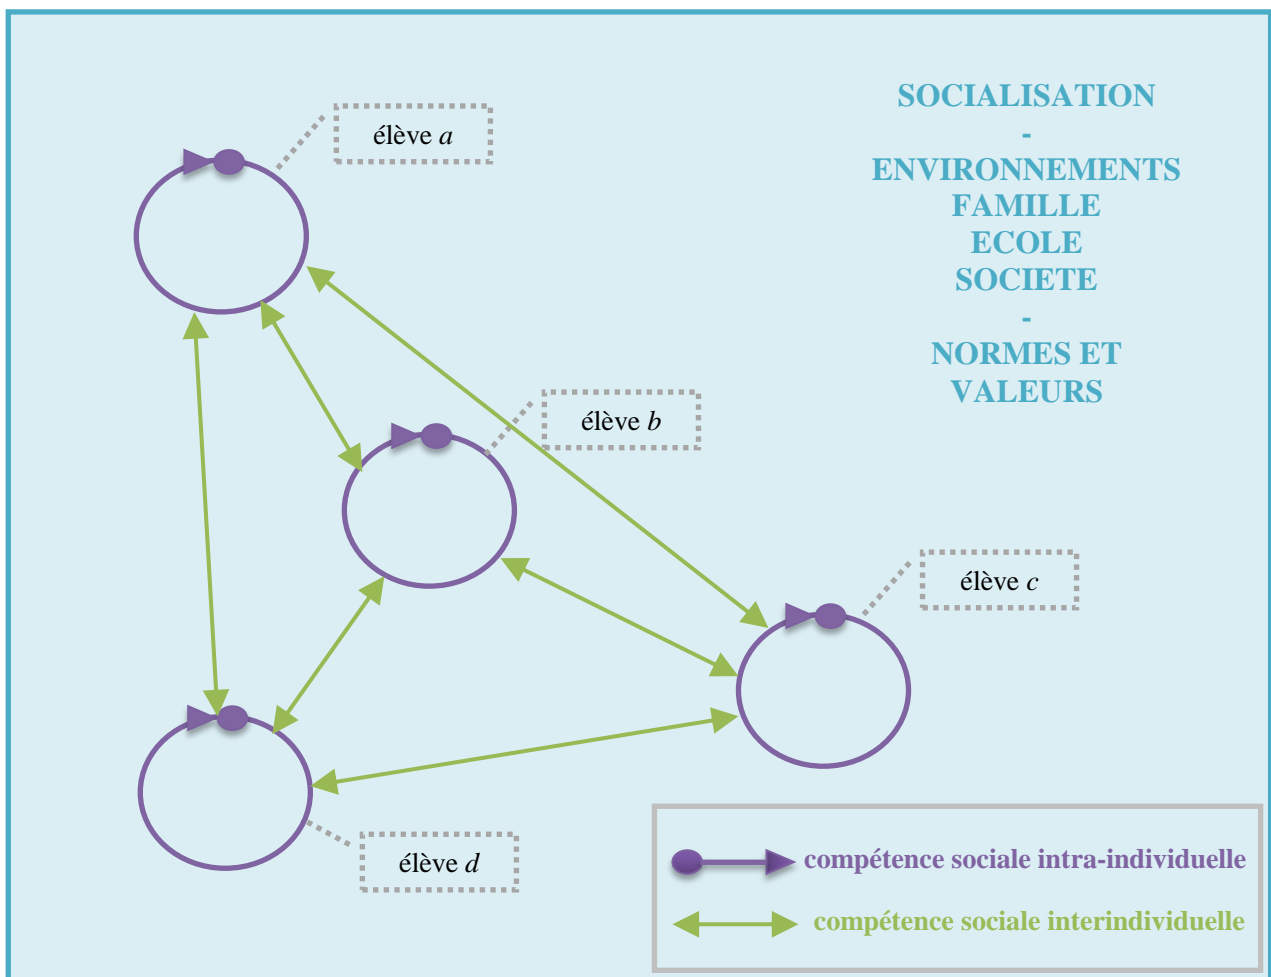 élève a
SOCIALISATION
-
ENVIRONNEMENTS
FAMILLE
ECOLE
SOCIETE
-
NORMES ET
VALEURS
élève b
élève c
élève d
compétence sociale intra-individuelle
compétence sociale interindividuelle